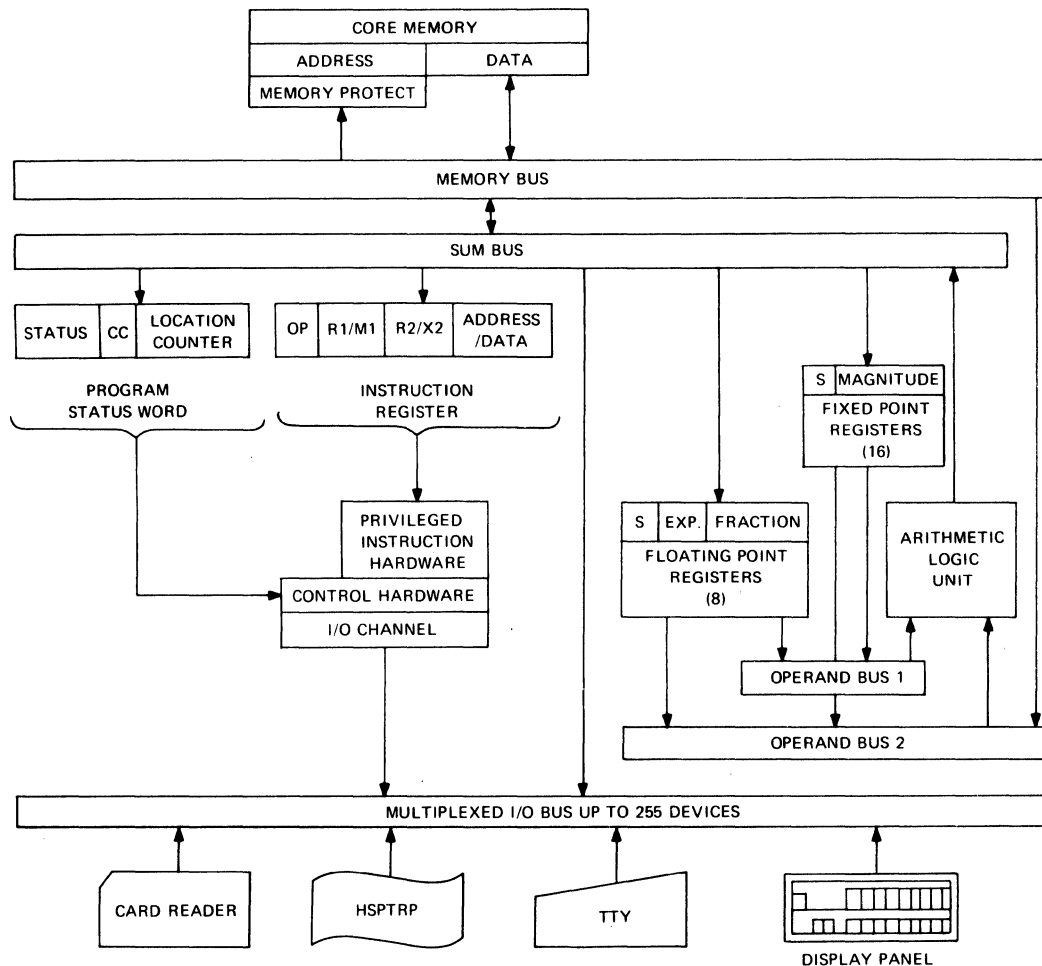 CORE MEMORY
ADDRESS
DATA
MEMORY PROTECT
MEMORY BUS
SUM BUS
STATUS
CC
LOCATION
COUNTER
OP
R1/M1
R2/X2
ADDRESS
/DATA
PROGRAM
STATUS WORD
INSTRUCTION
REGISTER
S
MAGNITUDE
FIXED POINT
REGISTERS
(16)
PRIVILEGED
INSTRUCTION
HARDWARE
CONTROL HARDWARE
I/O CHANNEL
S
EXP.
FRACTION
FLOATING POINT
REGISTERS
(8)
ARITHMETIC
LOGIC
UNIT
OPERAND BUS 1
OPERAND BUS 2
MULTIPLEXED I/O BUS UP TO 255 DEVICES
CARD READER
HSPTRP
TTY
DISPLAY PANEL